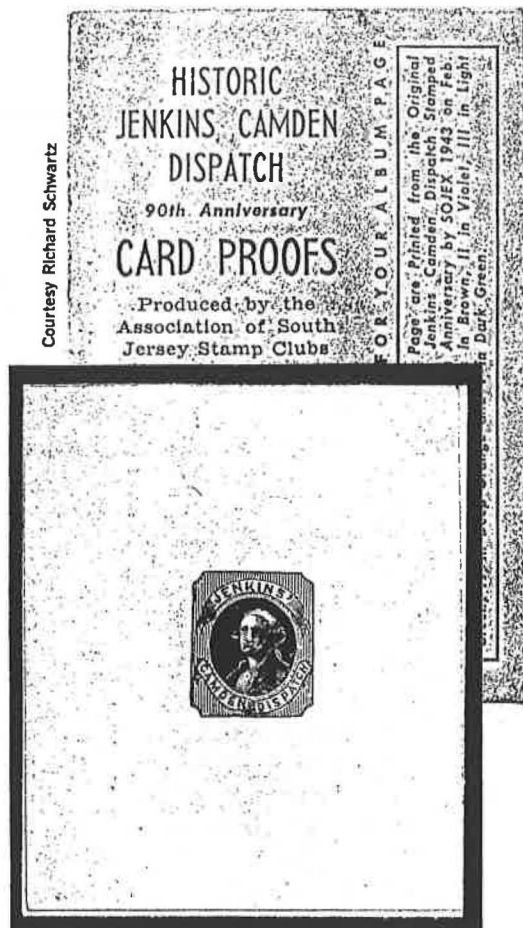 Courtesy Richard Schwartz
HISTORIC
JENKINS, CAMDEN
DISPATCH
90th Anniversary
CARD PROOFS
Produced by the
Association of South
Jersey Stamp Clubs
FOR YOUR ALBUM PAGE
Page are Printed from the Original
Jenkins Camden Dispatch Stamped
Anniversary by SOJEX 1943 on Feb.
In Brown, II In Violet, III in Light
in Dark Green.
JENKINS'
CAMDEN DISPATCH